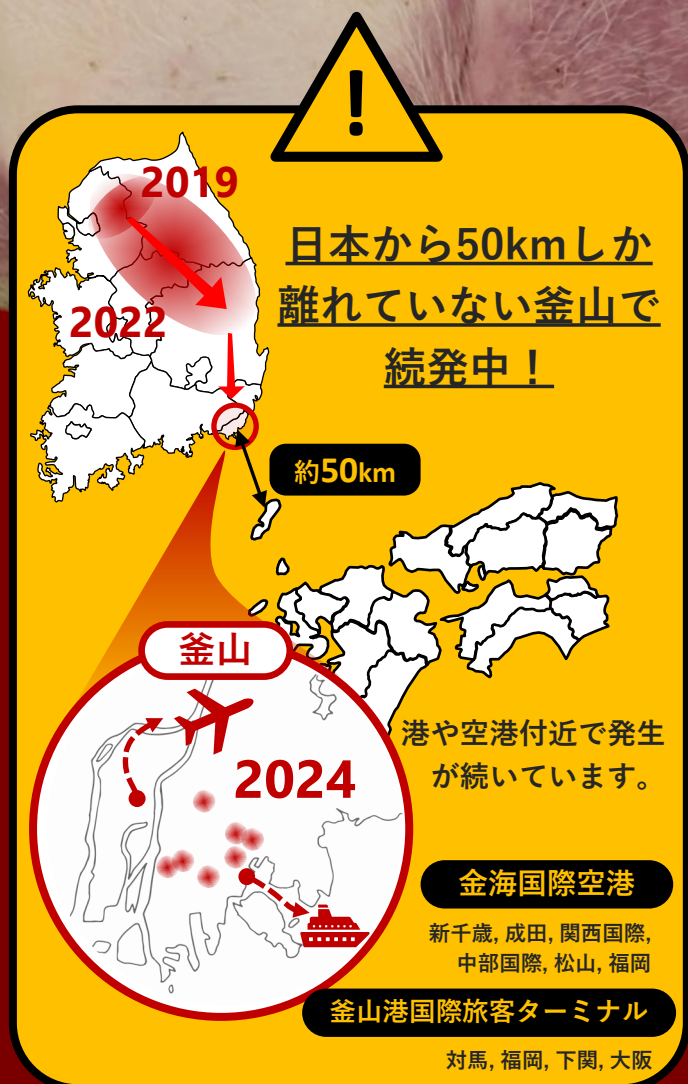 !
2019
日本から50kmしか
離れていない釜山で
続発中！
2022
約50km
釜山
2024
港や空港付近で発生
が続いています。
金海国際空港
新千歳, 成田, 関西国際,
中部国際, 松山, 福岡
釜山港国際旅客ターミナル
対馬, 福岡, 下関, 大阪